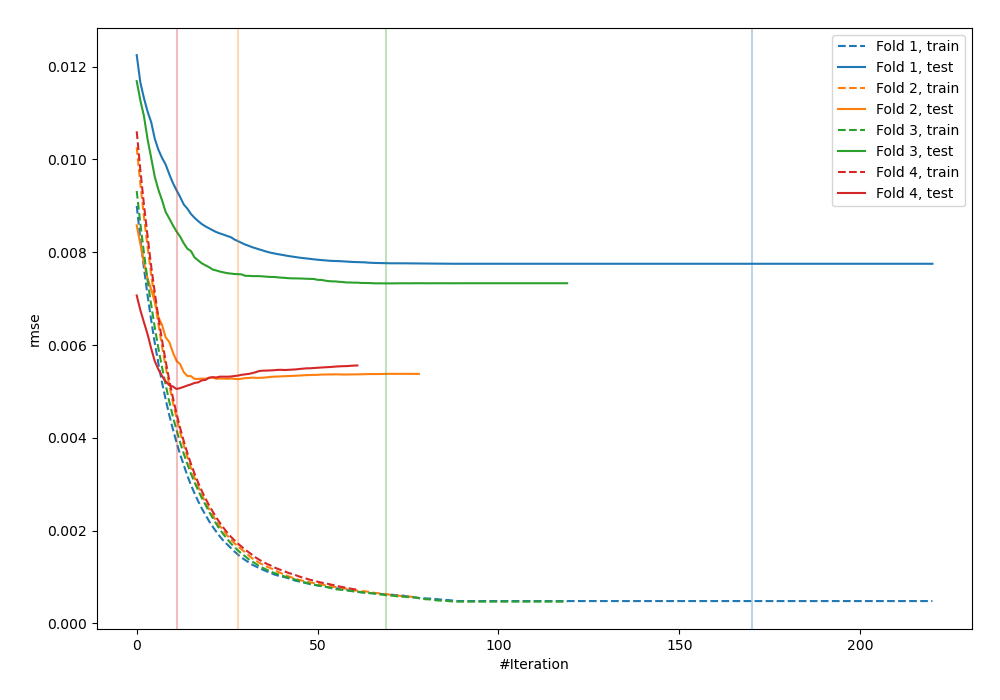 0.012
0.010
0.008
0.006
0.004
0.002
0.000
rmse
0
50
100
150
200
#Iteration
Fold 1, train
Fold 1, test
Fold 2, train
Fold 2, test
Fold 3, train
Fold 3, test
Fold 4, train
Fold 4, test